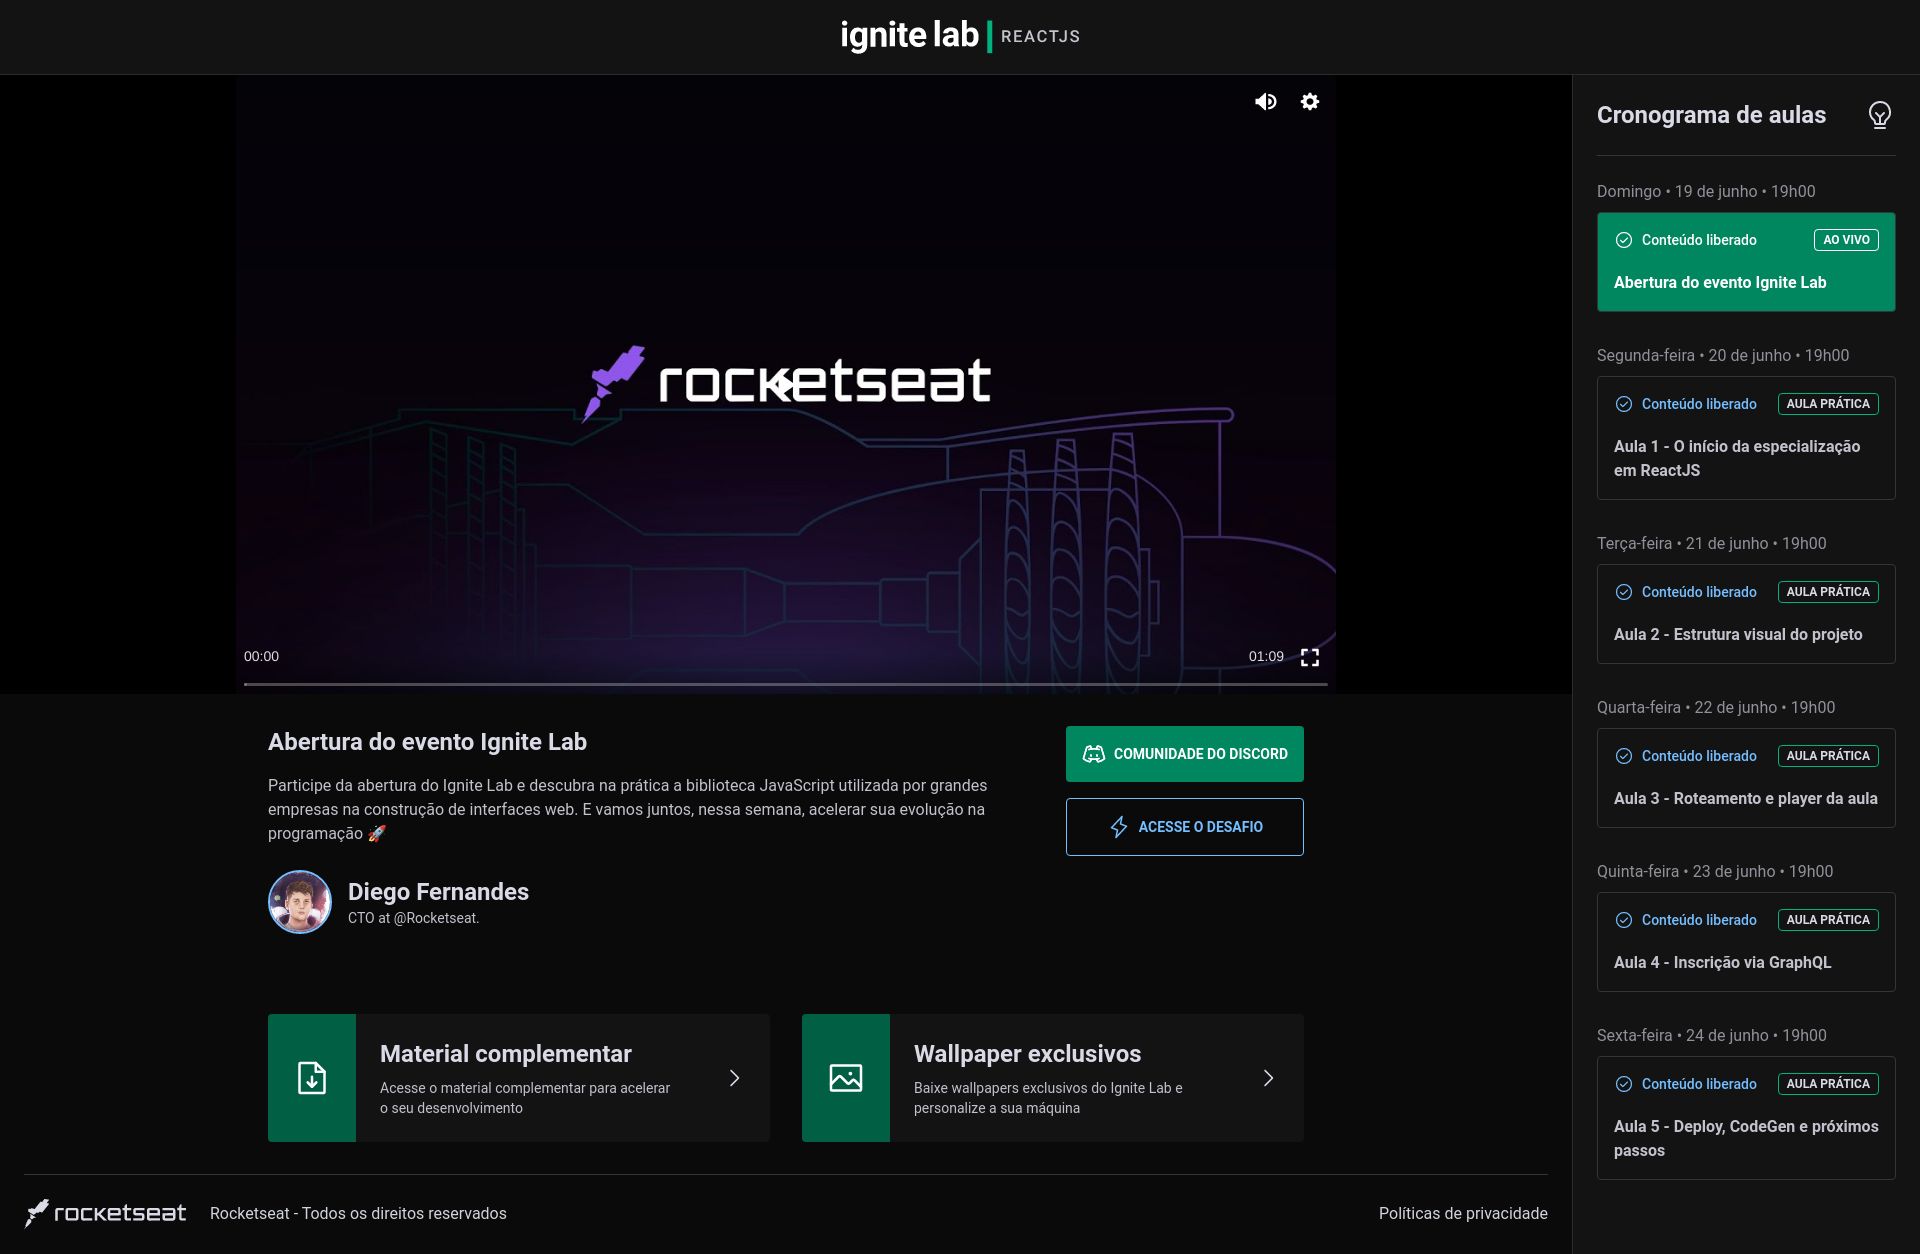 ignite lab REACTJS
rocketseat
00:00
01:09
Abertura do evento Ignite Lab
Participe da abertura do Ignite Lab e descubra na prática a biblioteca JavaScript utilizada por grandes
empresas na construção de interfaces web. E vamos juntos, nessa semana, acelerar sua evolução na
programação 🚀
Diego Fernandes
CTO at @Rocketseat.
COMUNIDADE DO DISCORD
ACESSE O DESAFIO
Material complementar
Acesse o material complementar para acelerar
o seu desenvolvimento
Wallpaper exclusivos
Baixe wallpapers exclusivos do Ignite Lab e
personalize a sua máquina
Cronograma de aulas
Domingo • 19 de junho • 19h00
Conteúdo liberado AO VIVO
Abertura do evento Ignite Lab
Segunda-feira • 20 de junho • 19h00
Conteúdo liberado AULA PRÁTICA
Aula 1 - O início da especialização
em ReactJS
Terça-feira • 21 de junho • 19h00
Conteúdo liberado AULA PRÁTICA
Aula 2 - Estrutura visual do projeto
Quarta-feira • 22 de junho • 19h00
Conteúdo liberado AULA PRÁTICA
Aula 3 - Roteamento e player da aula
Quinta-feira • 23 de junho • 19h00
Conteúdo liberado AULA PRÁTICA
Aula 4 - Inscrição via GraphQL
Sexta-feira • 24 de junho • 19h00
Conteúdo liberado AULA PRÁTICA
Aula 5 - Deploy, CodeGen e próximos
passos
rocketseat Rocketseat - Todos os direitos reservados
Políticas de privacidade